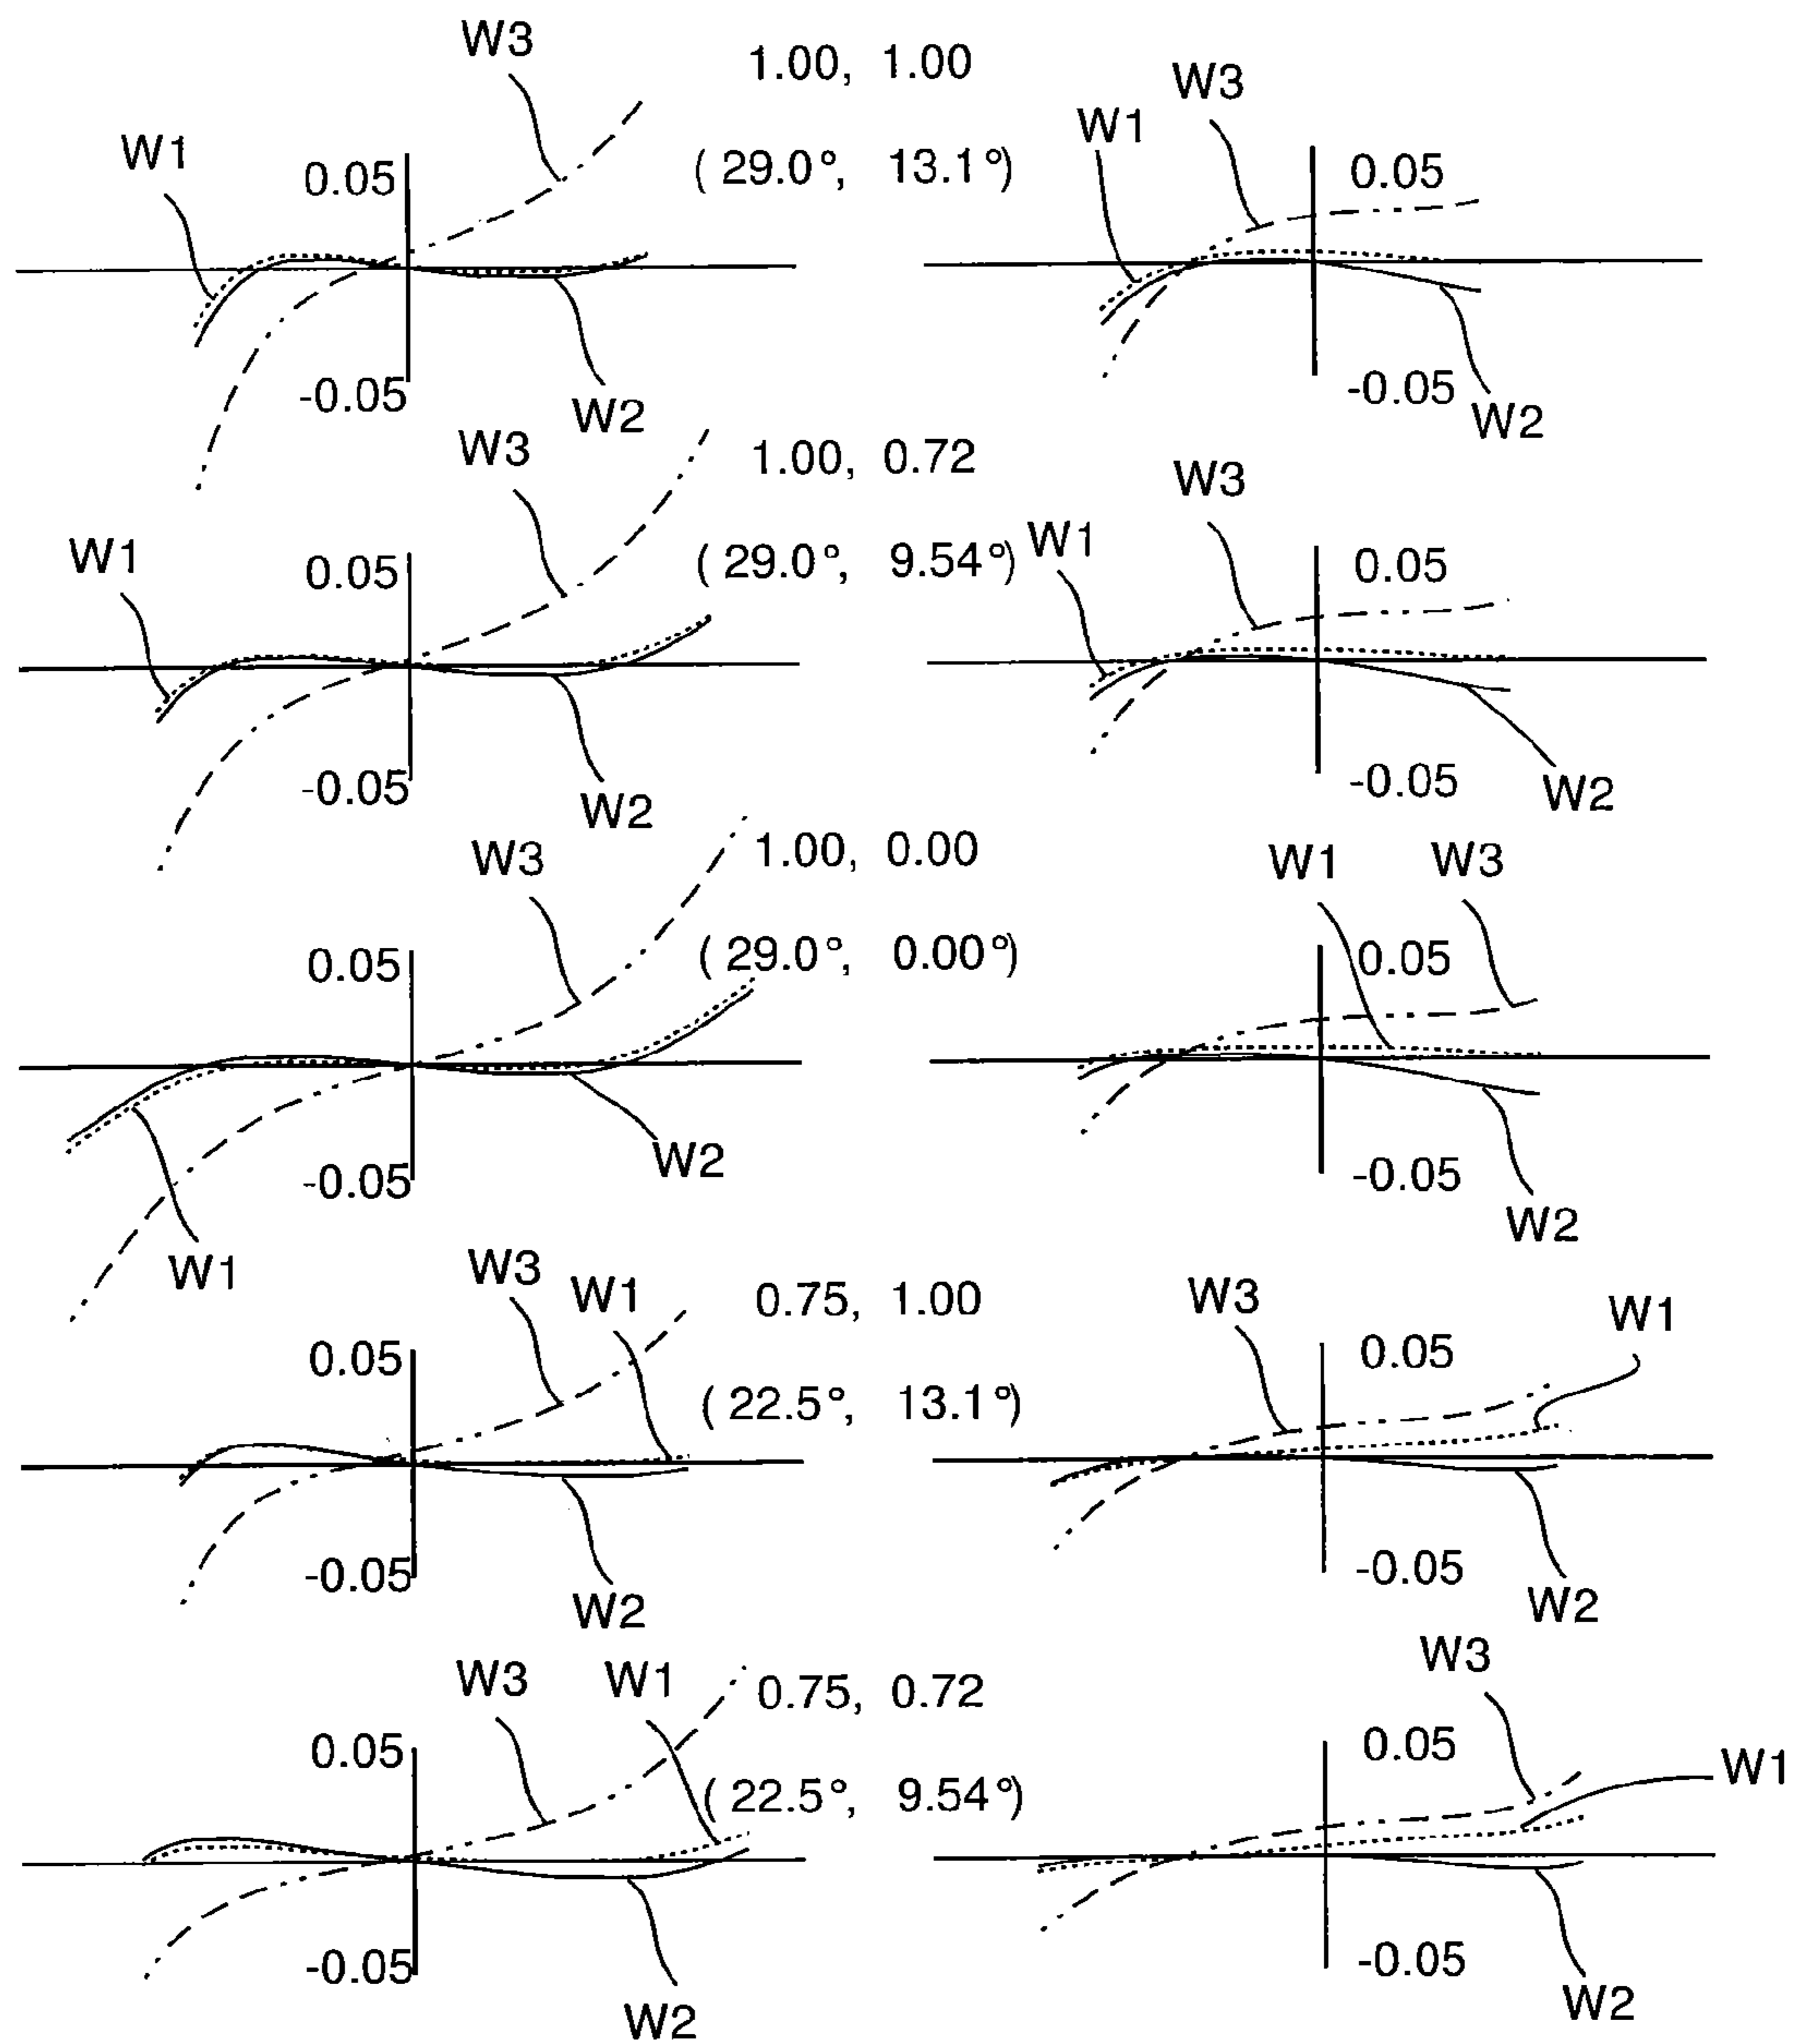 W3 1.00, 1.00 W3
W1 W1
0.05 (29.0°, 13.1°) 0.05
-0.05 -0.05
W2 W2
W3 1.00, 0.72 W3
W1 W1
0.05 (29.0°, 9.54°) 0.05
-0.05 -0.05
W2 W2
W3 1.00, 0.00 W1 W3
0.05 (29.0°, 0.00°) 0.05
-0.05 -0.05
W2 W2
W1
W3 W1 0.75, 1.00 W3 W1
0.05 (22.5°, 13.1°) 0.05
-0.05 -0.05
W2 W2
W3 W1 0.75, 0.72 W3
0.05 (22.5°, 9.54°) 0.05 W1
-0.05 -0.05
W2 W2